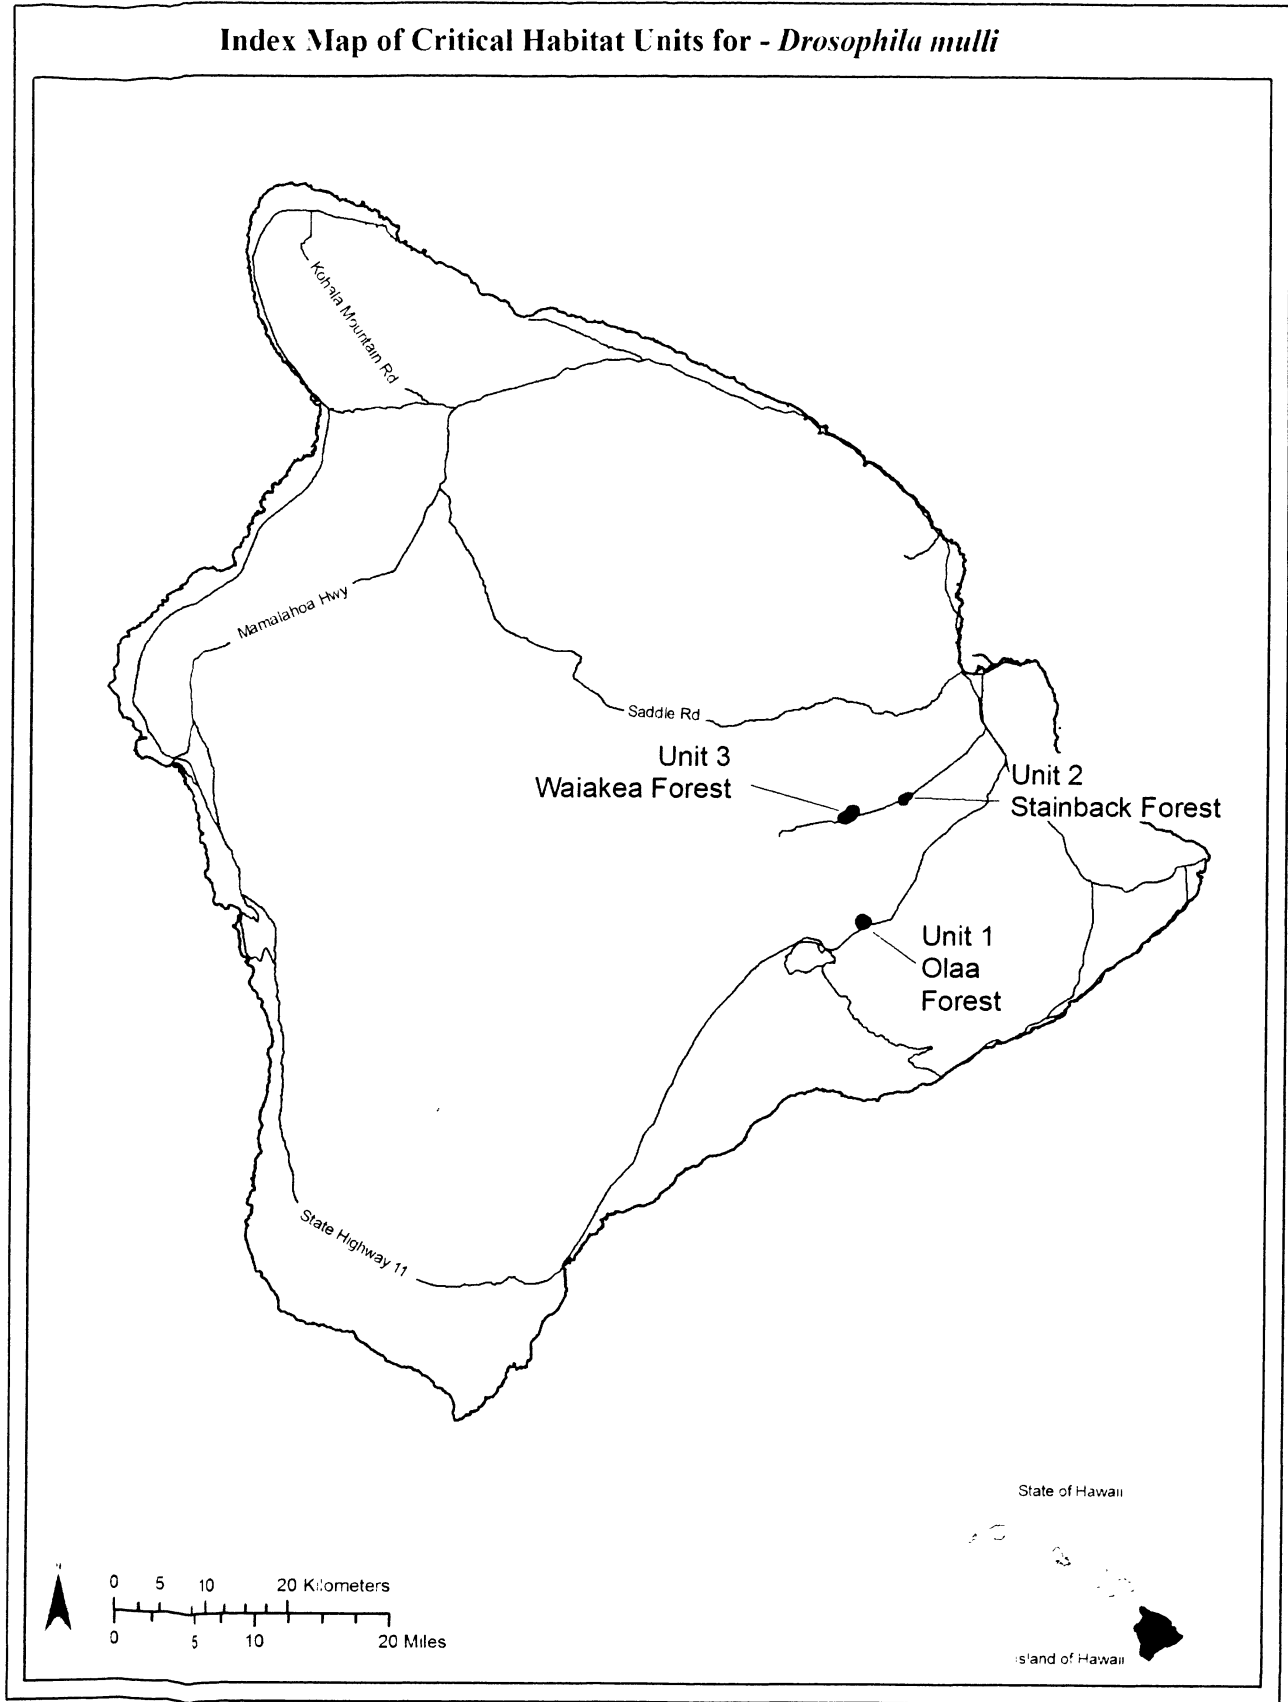 Index Map of Critical Habitat Units for - Drosophila mulli
Kohala Mountain Rd
Mamalahoa Hwy
Saddle Rd
Unit 3
Waiakea Forest
Unit 2
Stainback Forest
Unit 1
Olaa
Forest
State Highway 11
State of Hawaii
N
0 5 10 20 Kilometers
0 5 10 20 Miles
Island of Hawaii